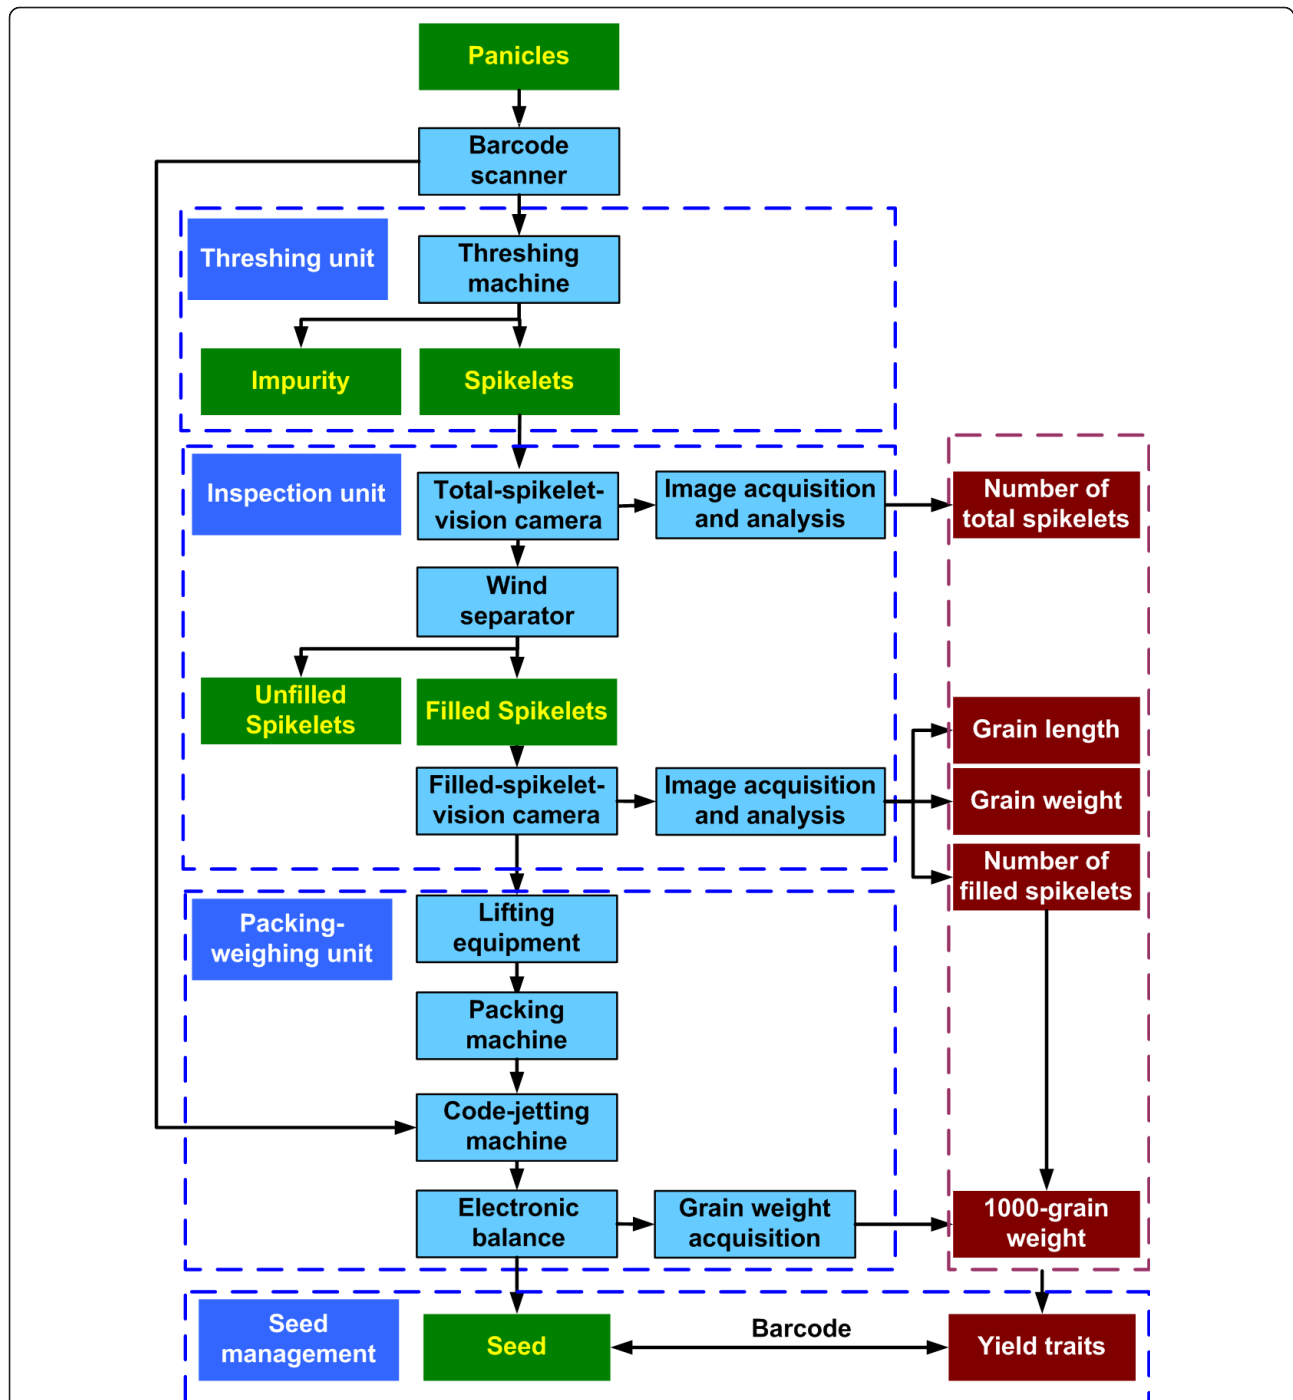 Panicles
Barcode
scanner
Threshing unit
Threshing
machine
Impurity
Spikelets
Inspection unit
Total-spikelet-
vision camera
Image acquisition
and analysis
Number of
total spikelets
Wind
separator
Unfilled
Spikelets
Filled Spikelets
Grain length
Filled-spikelet-
vision camera
Image acquisition
and analysis
Grain weight
Number of
filled spikelets
Packing-
weighing unit
Lifting
equipment
Packing
machine
Code-jetting
machine
Electronic
balance
Grain weight
acquisition
1000-grain
weight
Seed
management
Seed
Barcode
Yield traits